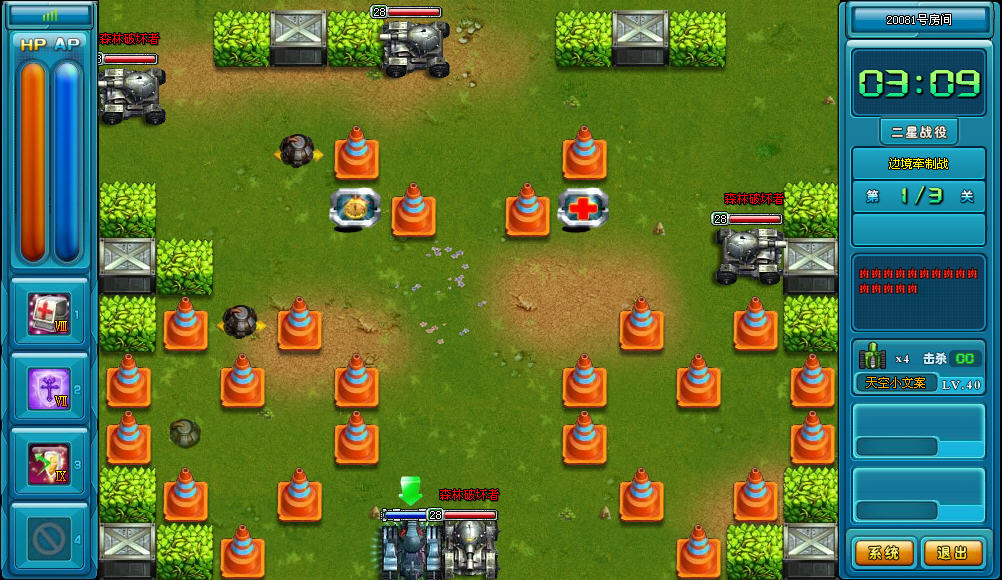 HP AP
VIII
1
VII
2
IX
3
4
森林破坏者
28
森林破坏者
28
森林破坏者
28
20081号房间
03:09
二星战役
边境牵制战
第 1/3 关
x4 击杀 00
天空小文案 LV.40
系统 退出